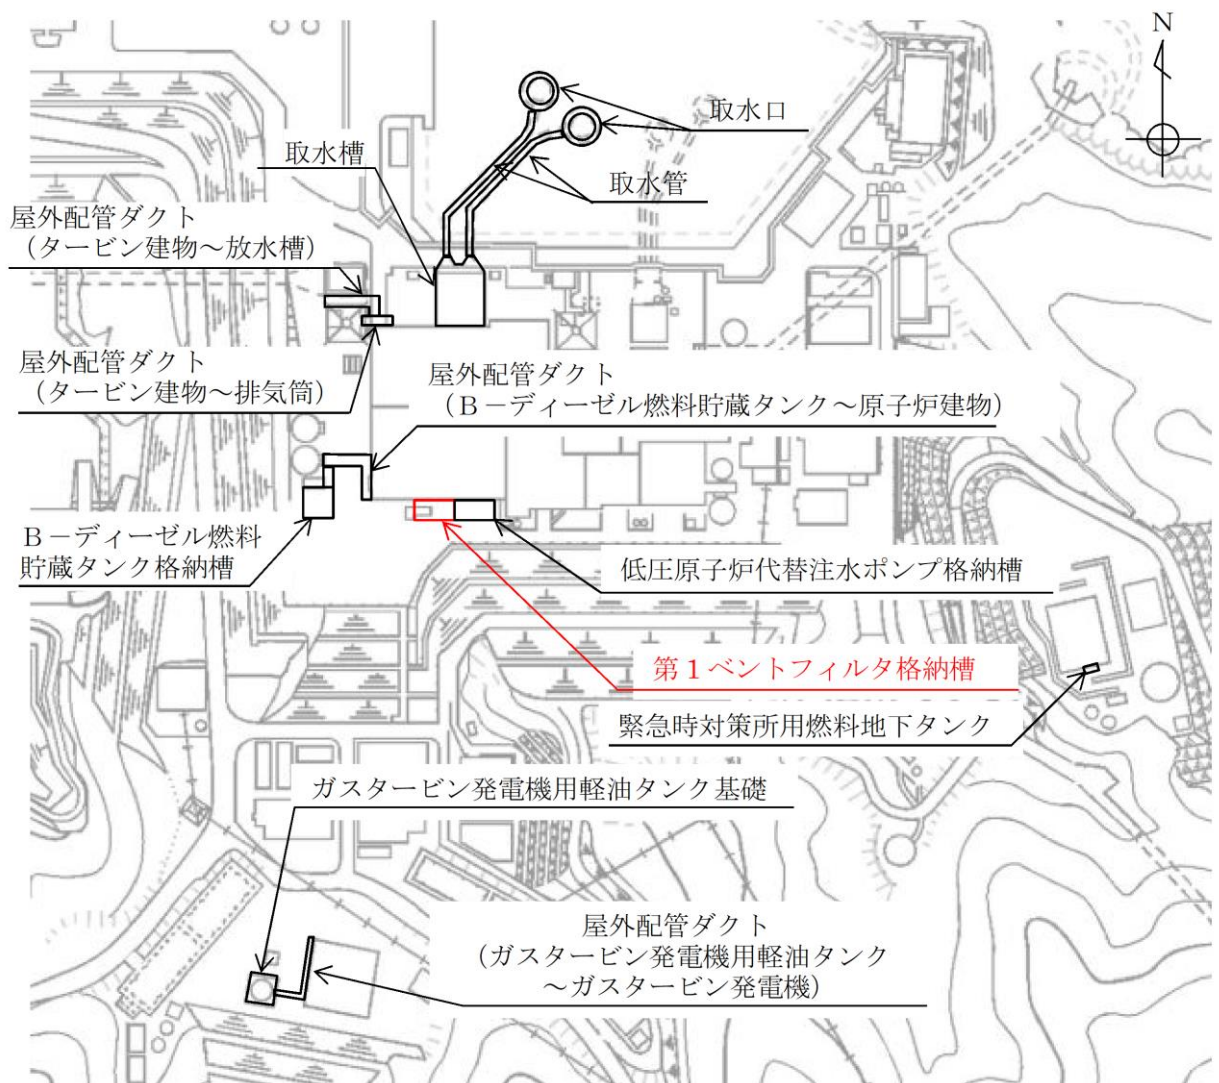 N
取水口
取水槽
取水管
屋外配管ダクト
（タービン建物～放水槽）
屋外配管ダクト
（タービン建物～排気筒）
屋外配管ダクト
（Ｂ－ディーゼル燃料貯蔵タンク～原子炉建物）
Ｂ－ディーゼル燃料
貯蔵タンク格納槽
低圧原子炉代替注水ポンプ格納槽
第１ベントフィルタ格納槽
緊急時対策所用燃料地下タンク
ガスタービン発電機用軽油タンク基礎
屋外配管ダクト
（ガスタービン発電機用軽油タンク
～ガスタービン発電機）